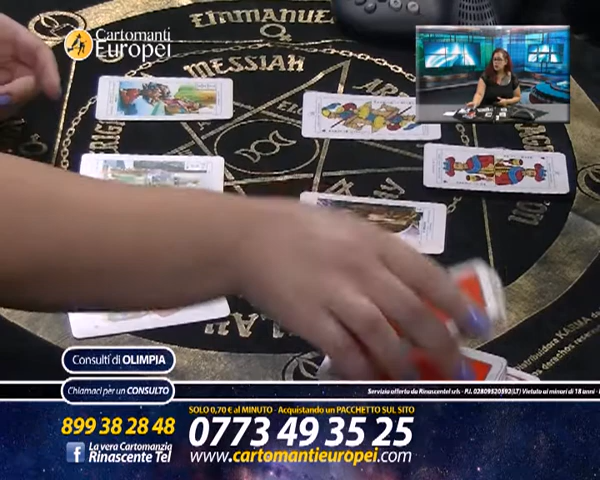 Cartomanti
Europei
EMMANUEL
MESSIAH
Consulti di OLIMPIA
Chiamaci per un CONSULTO
Servizio offerto da Rinascentel srls - P.I. 02809520592(LT) Vietato ai minori di 18 anni -
SOLO 0,70 € al MINUTO - Acquistando un PACCHETTO SUL SITO
899 38 28 48
0773 49 35 25
La vera Cartomanzia
Rinascente Tel
www.cartomantieuropei.com